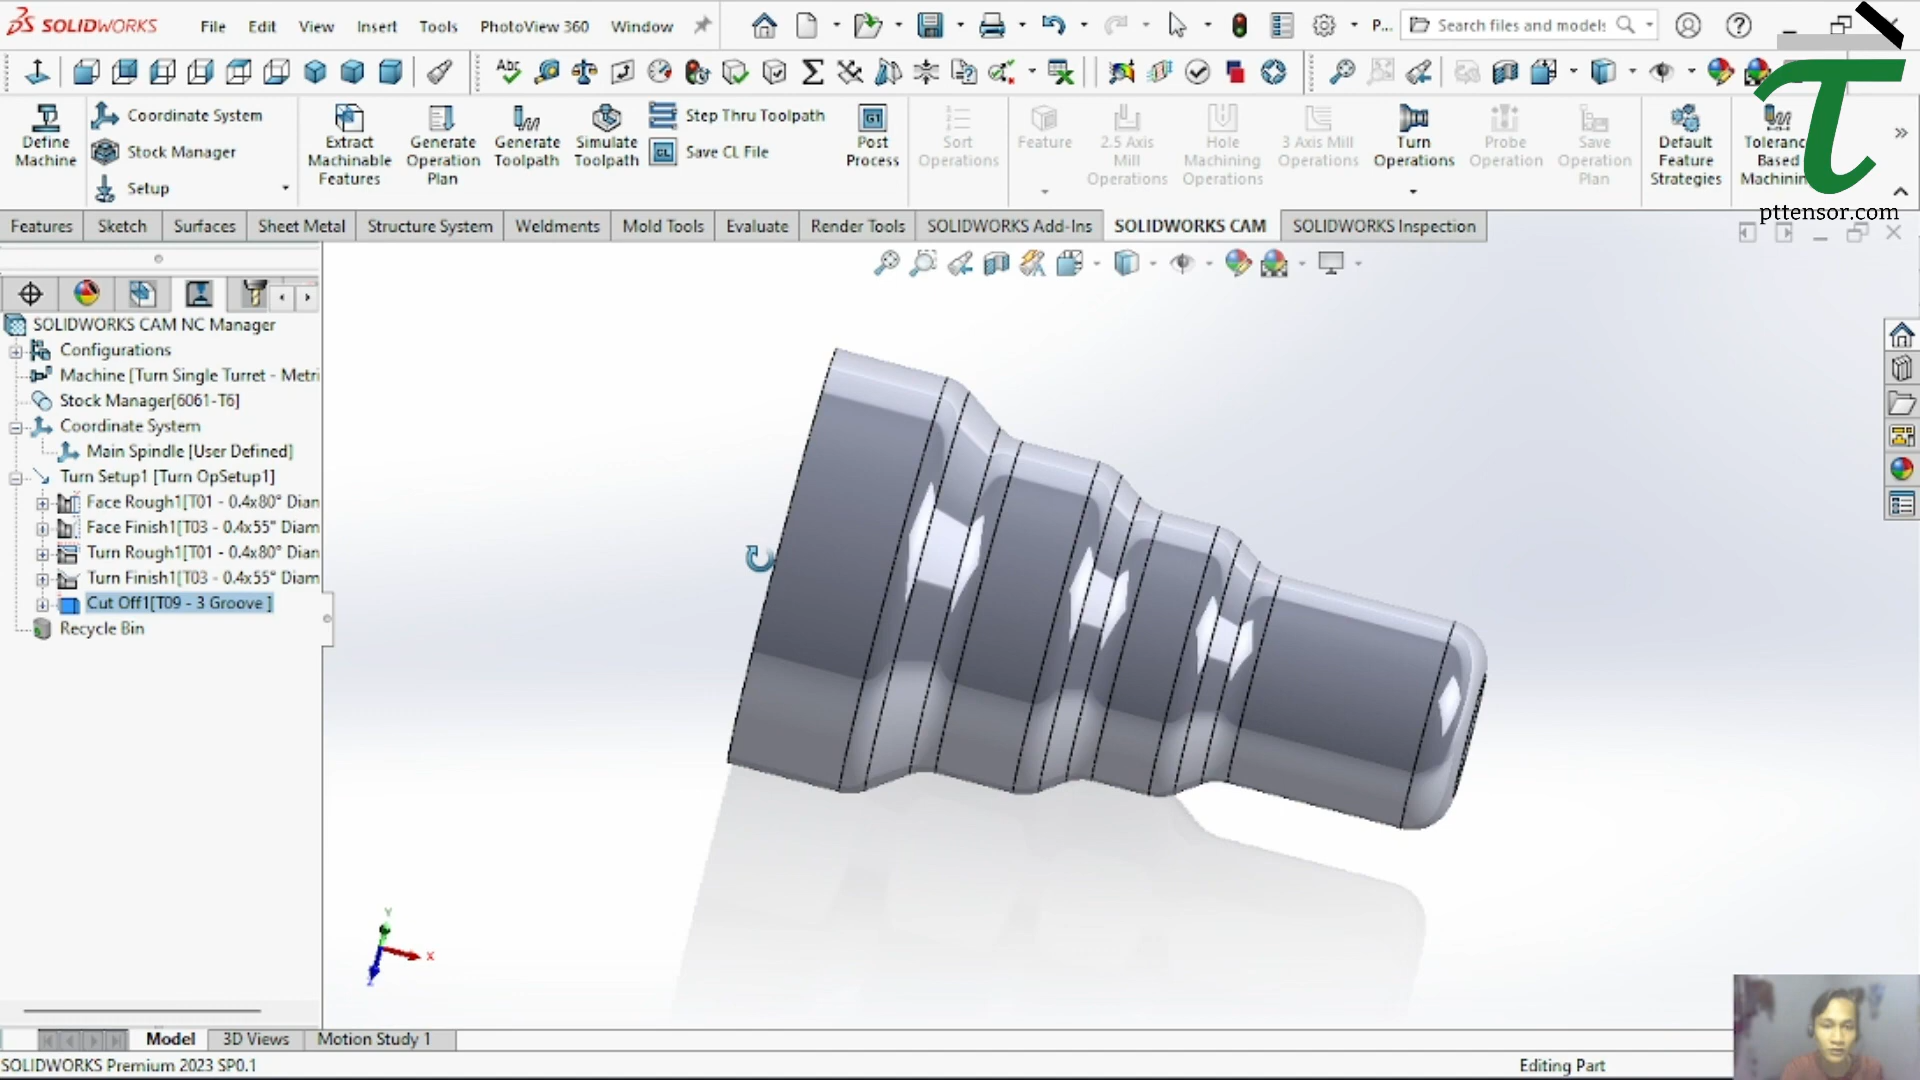 SOLIDWORKS
File Edit View Insert Tools PhotoView 360 Window
P... Search files and models
Abc
Define Machine
Coordinate System
Stock Manager
Setup
Extract Machinable Features
Generate Operation Plan
Generate Toolpath
Simulate Toolpath
Step Thru Toolpath
CL Save CL File
G1 Post Process
Sort Operations
Feature
2.5 Axis Mill Operations
Hole Machining Operations
3 Axis Mill Operations
Turn Operations
Probe Operation
Save Operation Plan
Default Feature Strategies
Based
τ
pttensor.com
Features Sketch Surfaces Sheet Metal Structure System Weldments Mold Tools Evaluate Render Tools SOLIDWORKS Add-Ins SOLIDWORKS CAM SOLIDWORKS Inspection
SOLIDWORKS CAM NC Manager
Configurations
Machine [Turn Single Turret - Metri
Stock Manager[6061-T6]
Coordinate System
Main Spindle [User Defined]
Turn Setup1 [Turn OpSetup1]
Face Rough1[T01 - 0.4x80° Diam
Face Finish1[T03 - 0.4x55° Diam
Turn Rough1[T01 - 0.4x80° Dian
Turn Finish1[T03 - 0.4x55° Diam
Cut Off1[T09 - 3 Groove ]
Recycle Bin
Y
X
Z
Model 3D Views Motion Study 1
SOLIDWORKS Premium 2023 SP0.1
Editing Part